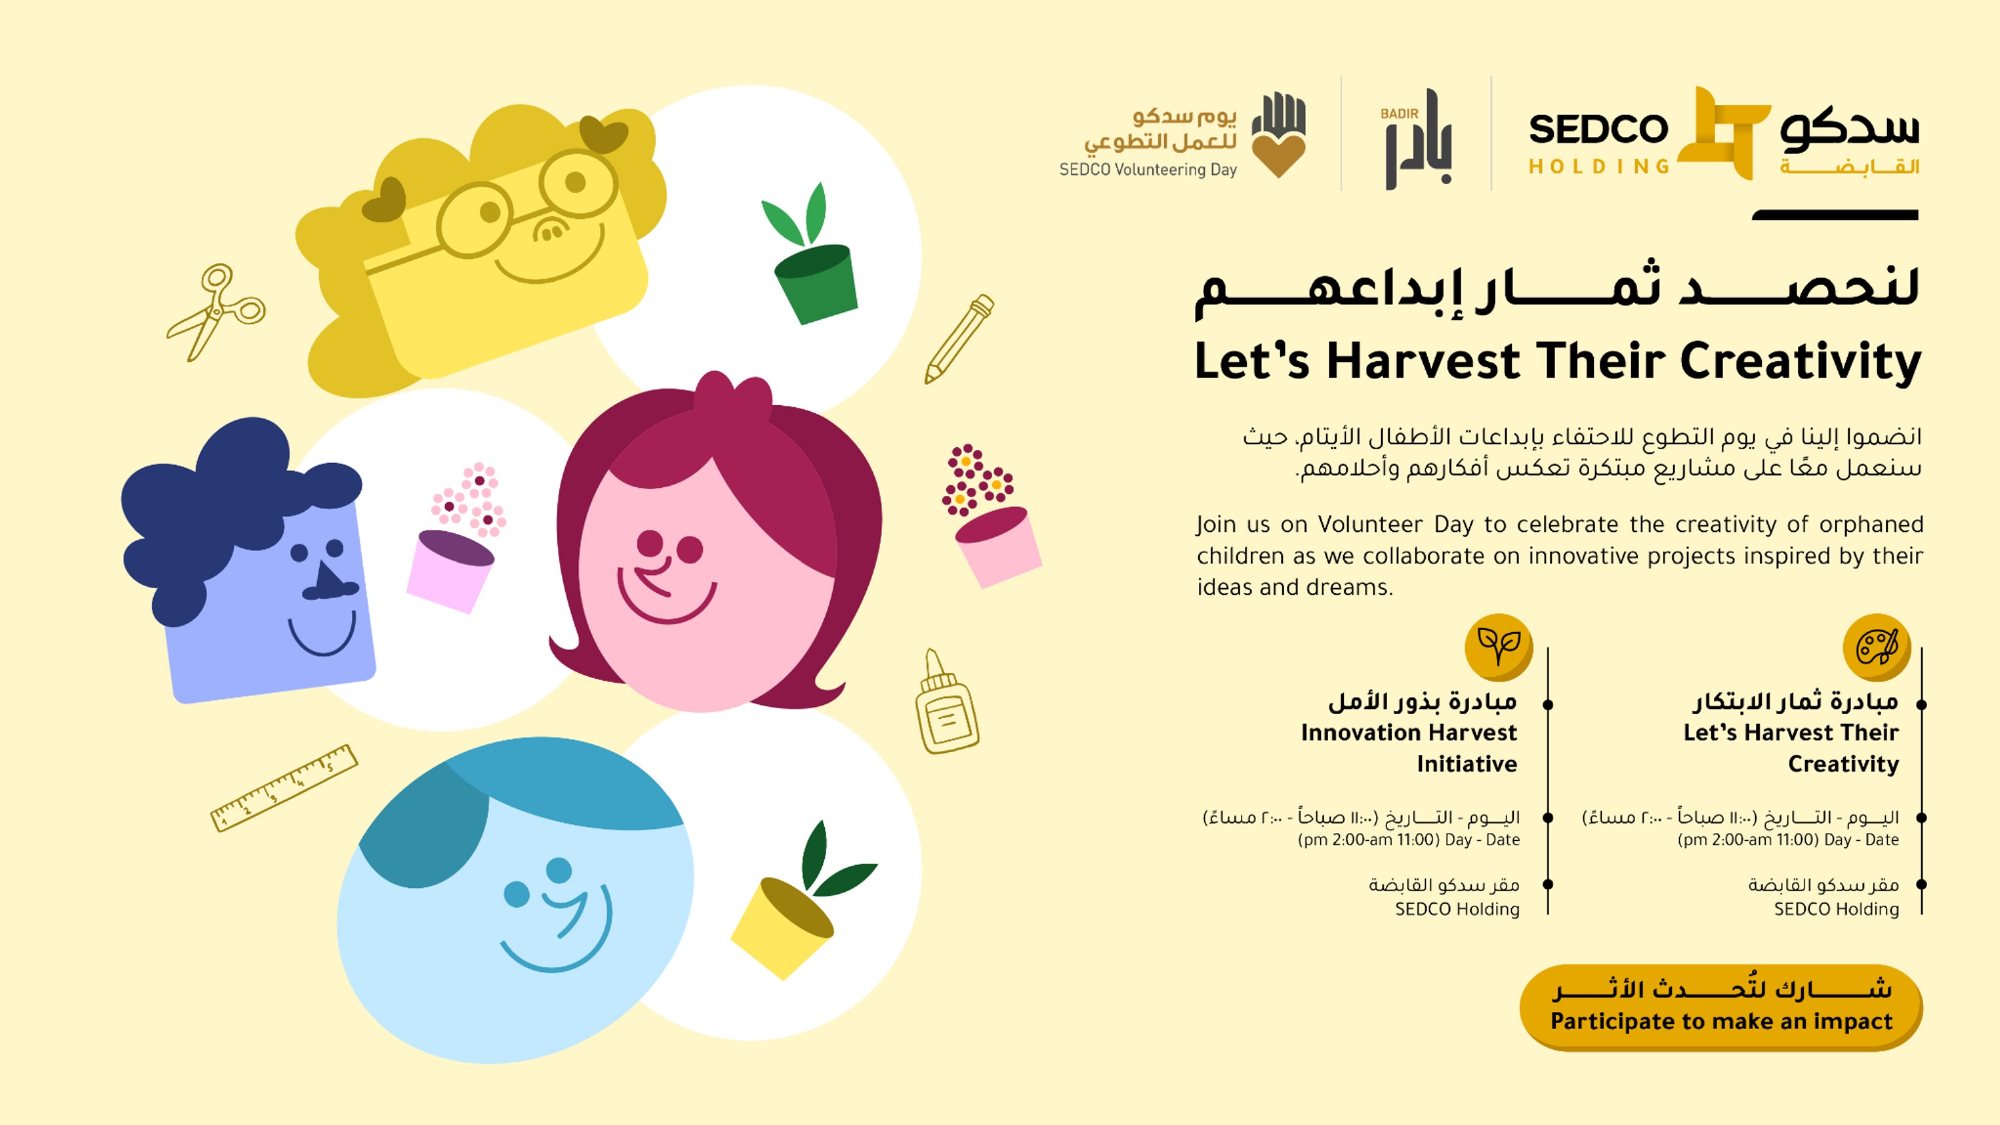 يوم سدكو
للعمل التطوعي
SEDCO Volunteering Day
BADIR
بادر
SEDCO
HOLDING
سدكو
القابضة
لنحصد ثمار إبداعهم
Let's Harvest Their Creativity
انضموا إلينا في يوم التطوع للاحتفاء بإبداعات الأطفال الأيتام، حيث
سنعمل معًا على مشاريع مبتكرة تعكس أفكارهم وأحلامهم.
Join us on Volunteer Day to celebrate the creativity of orphaned
children as we collaborate on innovative projects inspired by their
ideas and dreams.
مبادرة ثمار الابتكار
Let's Harvest Their
Creativity
اليوم - التاريخ (١١:٠٠ صباحاً - ٢:٠٠ مساءً)
(pm 2:00-am 11:00) Day - Date
مقر سدكو القابضة
SEDCO Holding
مبادرة بذور الأمل
Innovation Harvest
Initiative
اليوم - التاريخ (١١:٠٠ صباحاً - ٢:٠٠ مساءً)
(pm 2:00-am 11:00) Day - Date
مقر سدكو القابضة
SEDCO Holding
شارك لتُحدث الأثر
Participate to make an impact
1 2 3 4 5